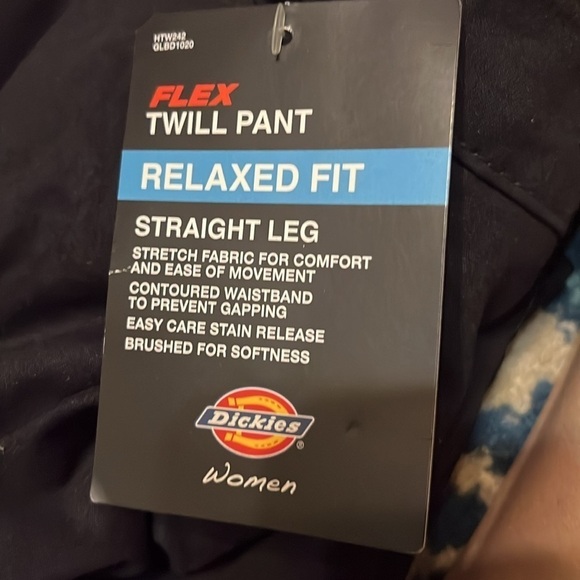 HTW242
GLBD1020
FLEX
TWILL PANT
RELAXED FIT
STRAIGHT LEG
STRETCH FABRIC FOR COMFORT
AND EASE OF MOVEMENT
CONTOURED WAISTBAND
TO PREVENT GAPPING
EASY CARE STAIN RELEASE
BRUSHED FOR SOFTNESS
Dickies®
Women